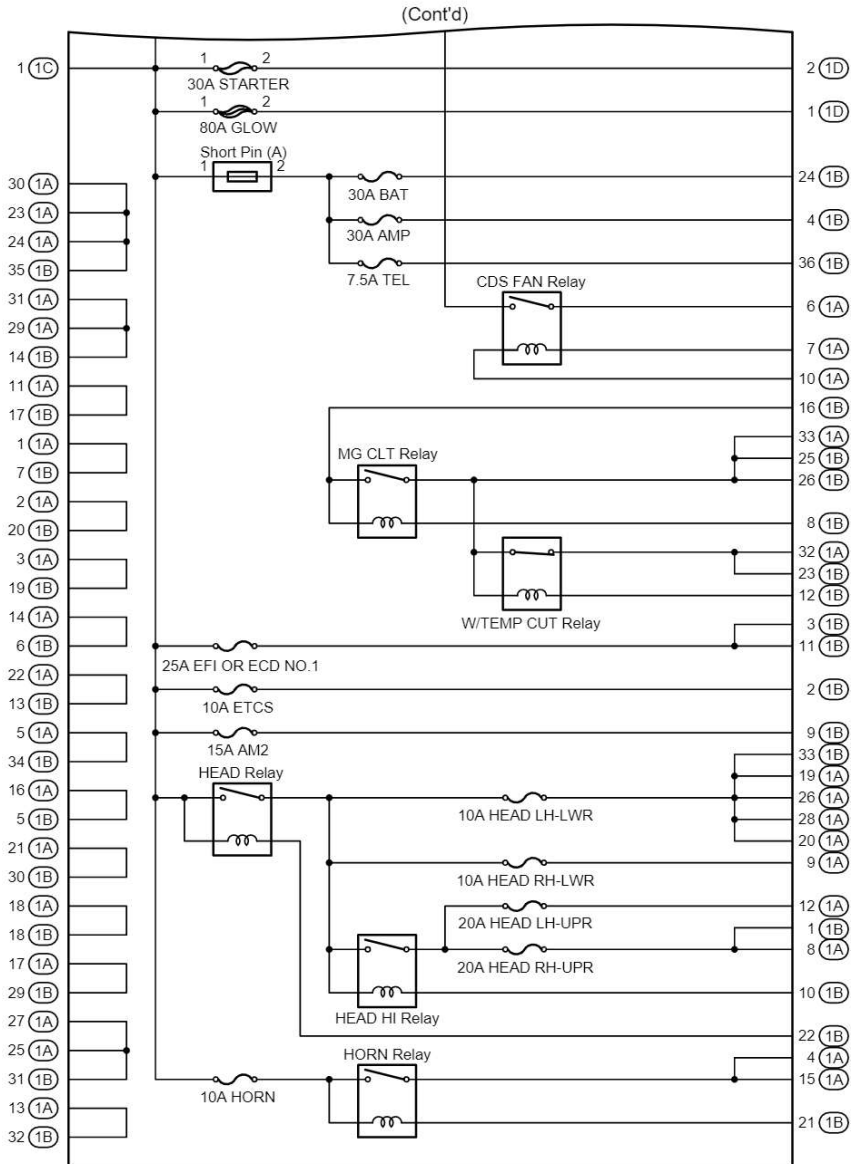 (Cont'd)
1 1C
1 2
30A STARTER
2 1D
1 2
80A GLOW
1 1D
Short Pin (A)
1 2
24 1B
30 1A
30A BAT
23 1A
4 1B
24 1A
30A AMP
35 1B
36 1B
7.5A TEL
CDS FAN Relay
31 1A
6 1A
29 1A
14 1B
7 1A
11 1A
10 1A
17 1B
16 1B
1 1A
33 1A
MG CLT Relay
25 1B
7 1B
26 1B
2 1A
20 1B
8 1B
3 1A
32 1A
23 1B
19 1B
12 1B
14 1A
W/TEMP CUT Relay
3 1B
6 1B
11 1B
25A EFI OR ECD NO.1
22 1A
2 1B
13 1B
10A ETCS
5 1A
9 1B
15A AM2
33 1B
34 1B
HEAD Relay
19 1A
16 1A
26 1A
10A HEAD LH-LWR
5 1B
28 1A
21 1A
20 1A
9 1A
30 1B
10A HEAD RH-LWR
18 1A
12 1A
20A HEAD LH-UPR
18 1B
1 1B
8 1A
17 1A
20A HEAD RH-UPR
29 1B
10 1B
27 1A
HEAD HI Relay
22 1B
25 1A
HORN Relay
4 1A
31 1B
15 1A
10A HORN
13 1A
21 1B
32 1B